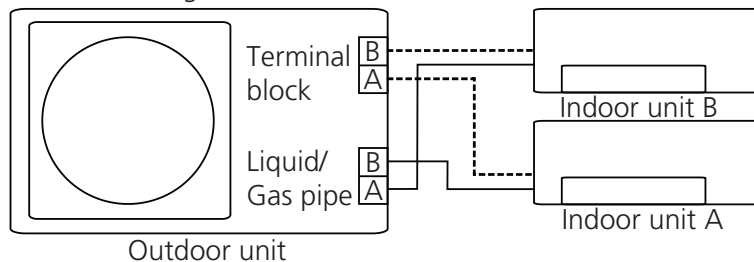 Terminal
block
B
A
Liquid/
Gas pipe
B
A
Outdoor unit
Indoor unit B
Indoor unit A